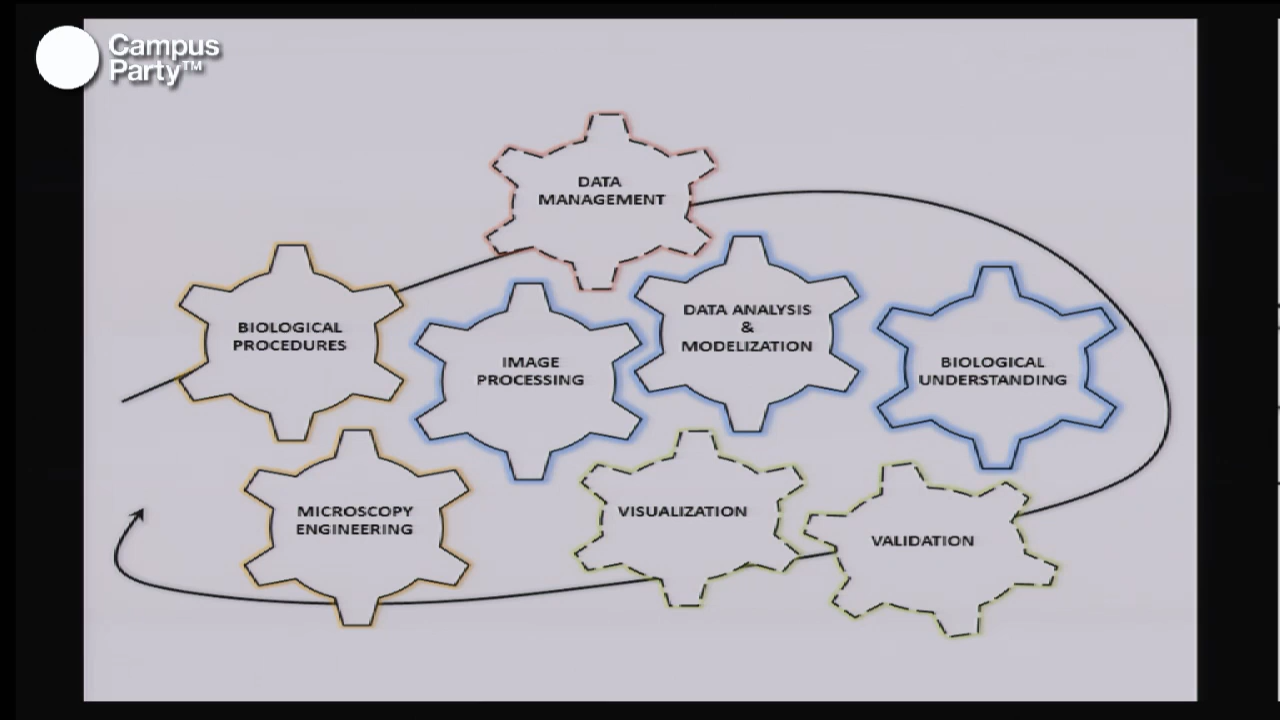 Campus
Party™
DATA
MANAGEMENT
BIOLOGICAL
PROCEDURES
IMAGE
PROCESSING
DATA ANALYSIS
&
MODELIZATION
BIOLOGICAL
UNDERSTANDING
MICROSCOPY
ENGINEERING
VISUALIZATION
VALIDATION